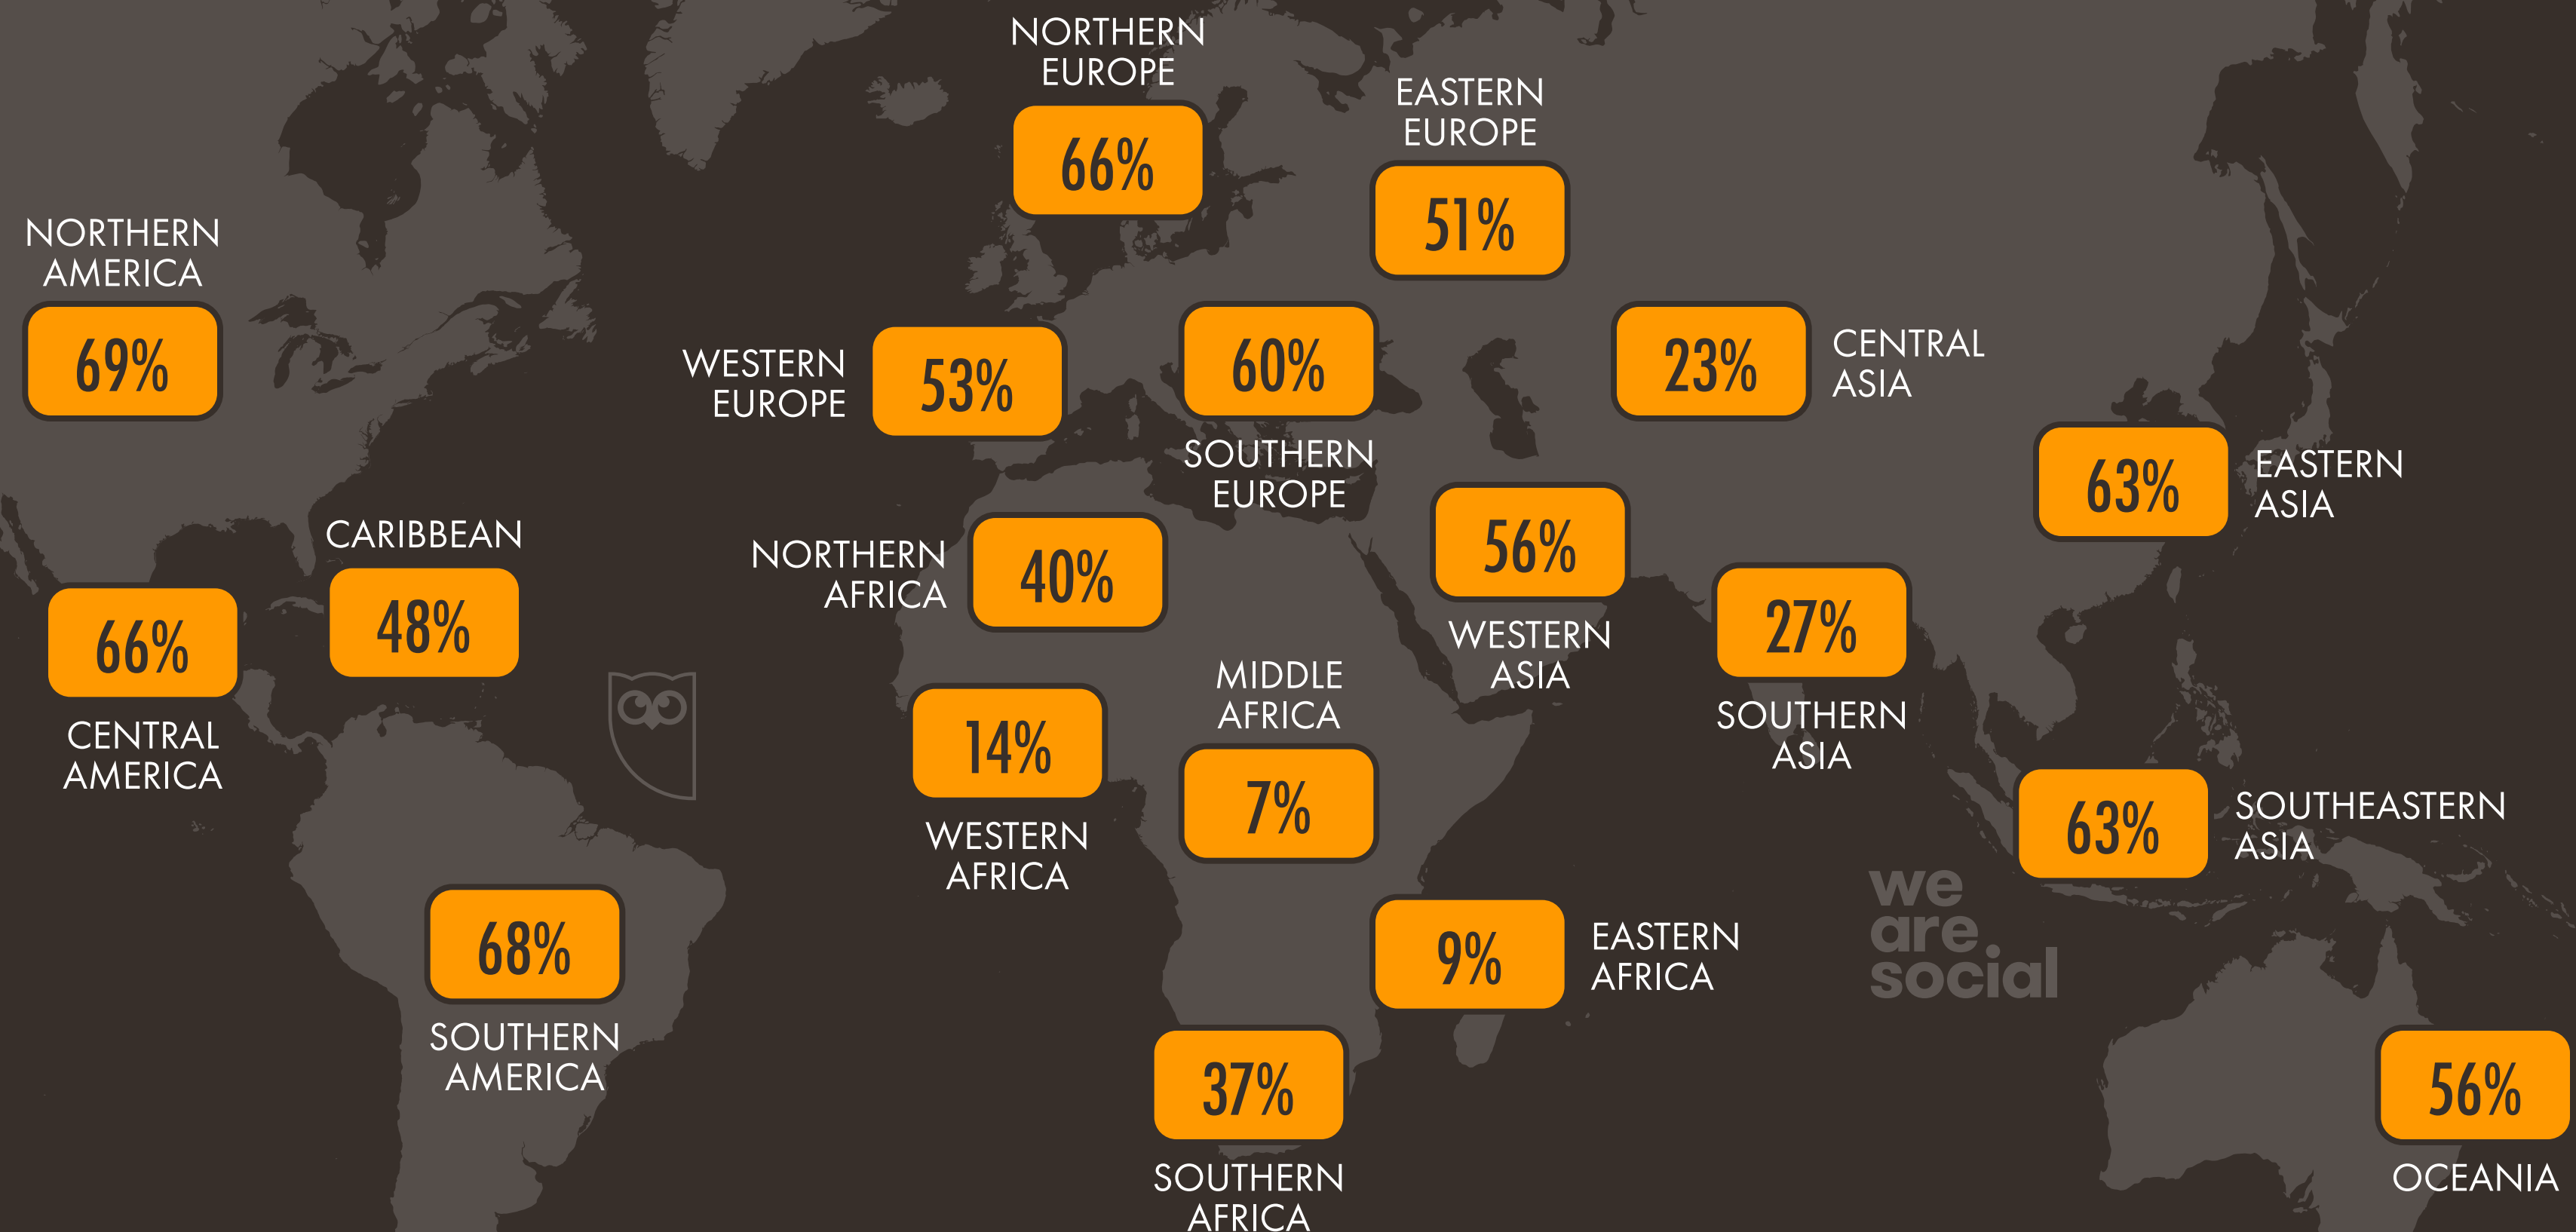 NORTHERN
EUROPE
66%
EASTERN
EUROPE
51%
NORTHERN
AMERICA
69%
WESTERN
EUROPE
53%
60%
SOUTHERN
EUROPE
23%
CENTRAL
ASIA
63%
EASTERN
ASIA
CARIBBEAN
48%
66%
CENTRAL
AMERICA
NORTHERN
AFRICA
40%
56%
WESTERN
ASIA
27%
SOUTHERN
ASIA
14%
WESTERN
AFRICA
MIDDLE
AFRICA
7%
63%
SOUTHEASTERN
ASIA
68%
SOUTHERN
AMERICA
9%
EASTERN
AFRICA
we
are
social
37%
SOUTHERN
AFRICA
56%
OCEANIA